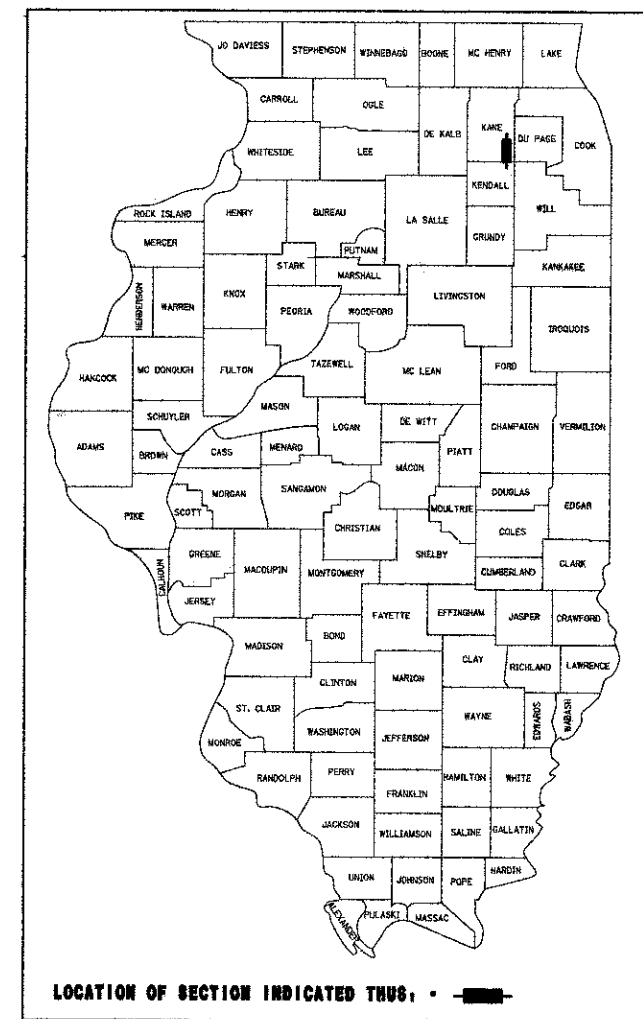 JO DAVIESS STEPHENSON WINNEBAGO BOONE MC HENRY LAKE
CARROLL OGLE DE KALB KANE DU PAGE COOK
WHITESIDE LEE
KENDALL WILL
ROCK ISLAND HENRY BUREAU LA SALLE GRUNDY
MERCER PUTNAM
STARK MARSHALL KANKAKEE
HENDERSON WARREN KNOX PEORIA WOODFORD LIVINGSTON IROQUOIS
HANCOCK MC DONOUGH FULTON TAZEWELL MC LEAN FORD
SCHUYLER MASON LOGAN DE WITT CHAMPAIGN VERMILION
ADAMS BROWN CASS MENARD MACON PIATT
PIKE SCOTT MORGAN SANGAMON CHRISTIAN MOULTRIE DOUGLAS EDGAR
COLES
CALHOUN GREENE MACOUPIN MONTGOMERY SHELBY CUMBERLAND CLARK
JERSEY FAYETTE EFFINGHAM JASPER CRAWFORD
MADISON BOND CLAY RICHLAND LAWRENCE
CLINTON MARION
ST. CLAIR WAYNE EDWARDS WABASH
MONROE WASHINGTON JEFFERSON
RANDOLPH PERRY HAMILTON WHITE
FRANKLIN
JACKSON WILLIAMSON SALINE GALLATIN
UNION JOHNSON POPE HARDIN
ALEXANDER PULASKI MASSAC
LOCATION OF SECTION INDICATED THUS: -